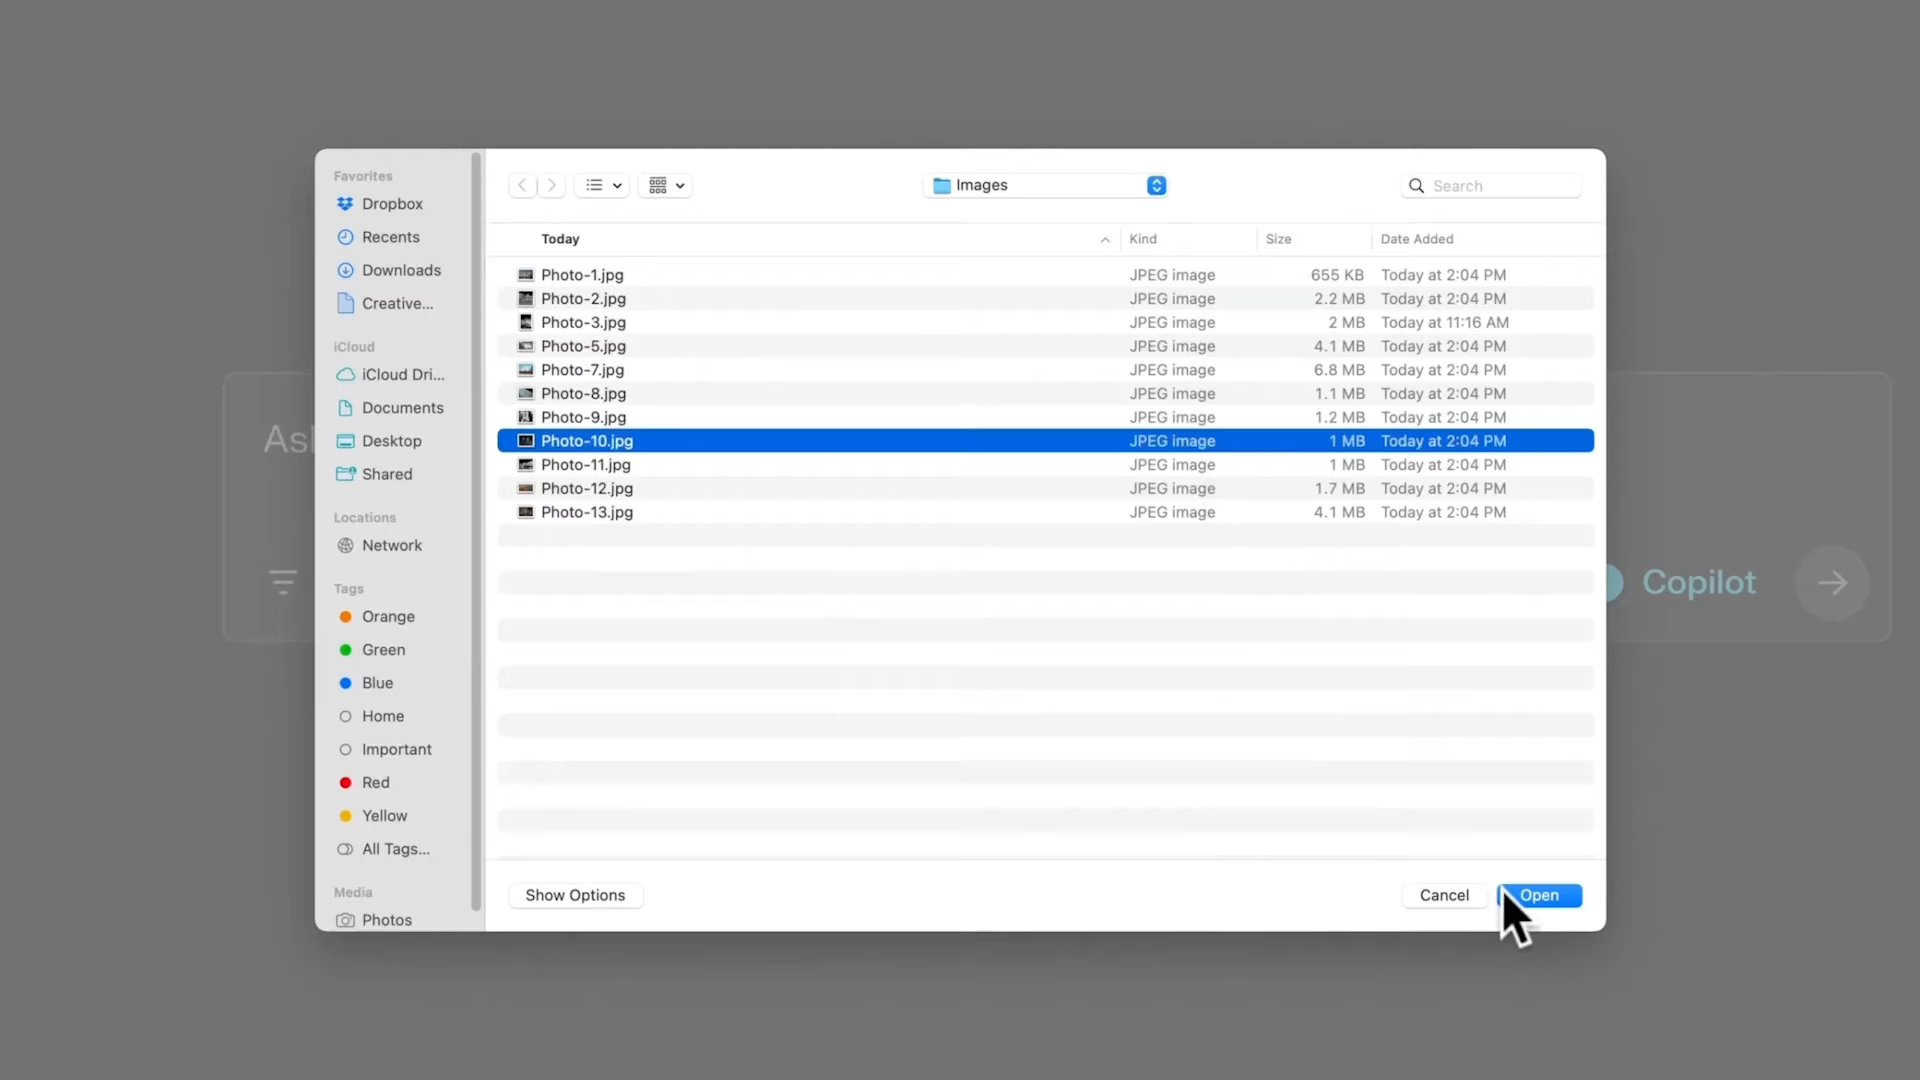 Favorites
Dropbox
Recents
Downloads
Creative...
iCloud
iCloud Dri...
Documents
Desktop
Shared
Locations
Network
Tags
Orange
Green
Blue
Home
Important
Red
Yellow
All Tags...
Media
Photos
Images
Search
Today Kind Size Date Added
Photo-1.jpg JPEG image 655 KB Today at 2:04 PM
Photo-2.jpg JPEG image 2.2 MB Today at 2:04 PM
Photo-3.jpg JPEG image 2 MB Today at 11:16 AM
Photo-5.jpg JPEG image 4.1 MB Today at 2:04 PM
Photo-7.jpg JPEG image 6.8 MB Today at 2:04 PM
Photo-8.jpg JPEG image 1.1 MB Today at 2:04 PM
Photo-9.jpg JPEG image 1.2 MB Today at 2:04 PM
Photo-10.jpg JPEG image 1 MB Today at 2:04 PM
Photo-11.jpg JPEG image 1 MB Today at 2:04 PM
Photo-12.jpg JPEG image 1.7 MB Today at 2:04 PM
Photo-13.jpg JPEG image 4.1 MB Today at 2:04 PM
Show Options
Cancel
Open
Copilot